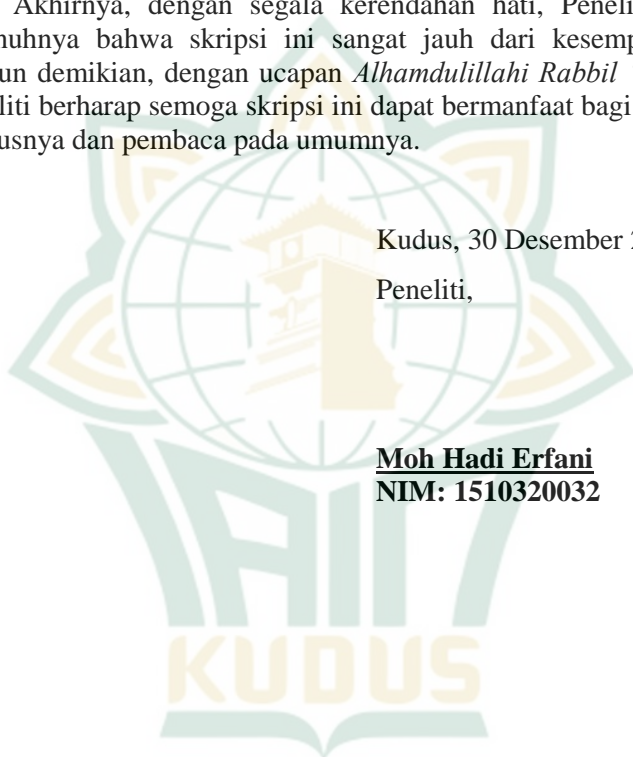 Akhirnya, dengan segala kerendahan hati, Peneli
nuhnya bahwa skripsi ini sangat jauh dari kesemp
un demikian, dengan ucapan Alhamdulillahi Rabbil
liti berharap semoga skripsi ini dapat bermanfaat bagi
usnya dan pembaca pada umumnya.
Kudus, 30 Desember 2
Peneliti,
Moh Hadi Erfani
NIM: 1510320032
IAIN
KUDUS